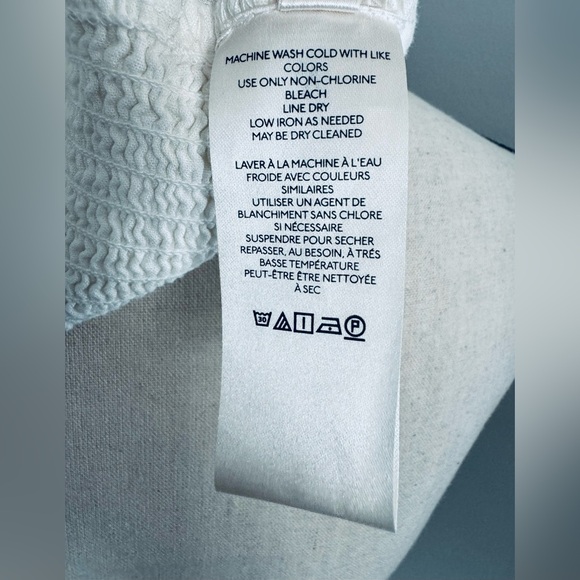 MACHINE WASH COLD WITH LIKE
COLORS
USE ONLY NON-CHLORINE
BLEACH
LINE DRY
LOW IRON AS NEEDED
MAY BE DRY CLEANED
LAVER À LA MACHINE À L'EAU
FROIDE AVEC COULEURS
SIMILAIRES
UTILISER UN AGENT DE
BLANCHIMENT SANS CHLORE
SI NÉCESSAIRE
SUSPENDRE POUR SECHER
REPASSER, AU BESOIN, À TRÉS
BASSE TEMPÉRATURE
PEUT-ÊTRE ÊTRE NETTOYÉE
À SEC
30 P